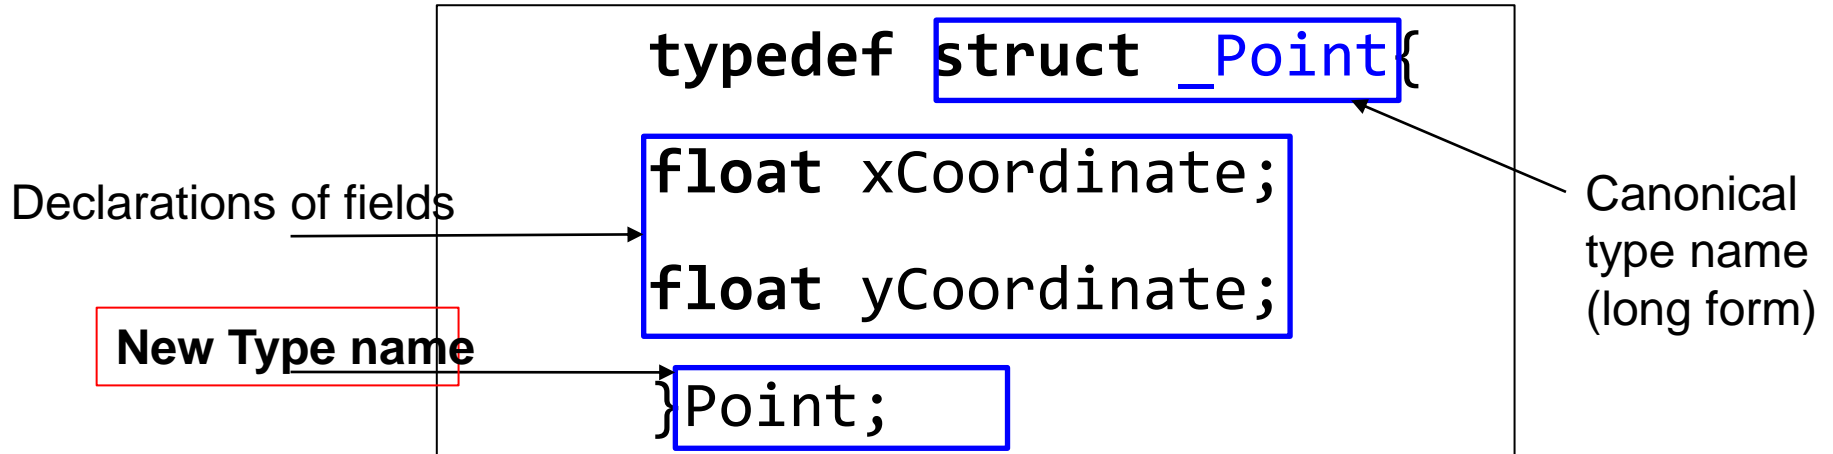 typedef struct _Point{
float xCoordinate;
Declarations of fields
float yCoordinate;
New Type name
}Point;
Canonical
type name
(long form)